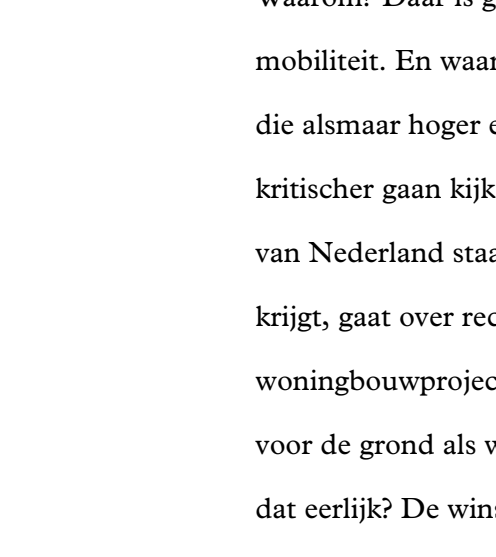 waarom? Daar is g
mobiliteit. En waar
die alsmaar hoger e
kritischer gaan kijk
van Nederland staa
krijgt, gaat over rec
woningbouwprojec
voor de grond als w
dat eerlijk? De wins